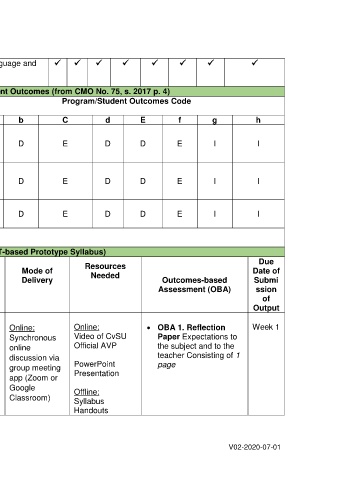 guage and ✓ ✓ ✓ ✓ ✓ ✓ ✓ ✓
nt Outcomes (from CMO No. 75, s. 2017 p. 4)
Program/Student Outcomes Code
b C d E f g h
D E D D E I I
D E D D E I I
D E D D E I I
T-based Prototype Syllabus)
Mode of
Delivery
Resources
Needed
Outcomes-based
Assessment (OBA)
Due
Date of
Submi
ssion
of
Output
Online:
Synchronous
online
discussion via
group meeting
app (Zoom or
Google
Classroom)
Online:
Video of CvSU
Official AVP
PowerPoint
Presentation
Offline:
Syllabus
Handouts
• OBA 1. Reflection
Paper Expectations to
the subject and to the
teacher Consisting of 1
page
Week 1
V02-2020-07-01